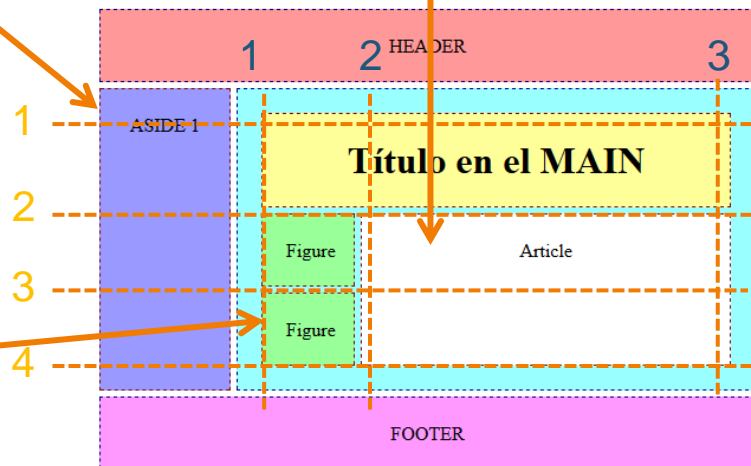 HEADER
1 2 3
1
ASIDE 1
Título en el MAIN
2
Figure Article
3
Figure
4
FOOTER